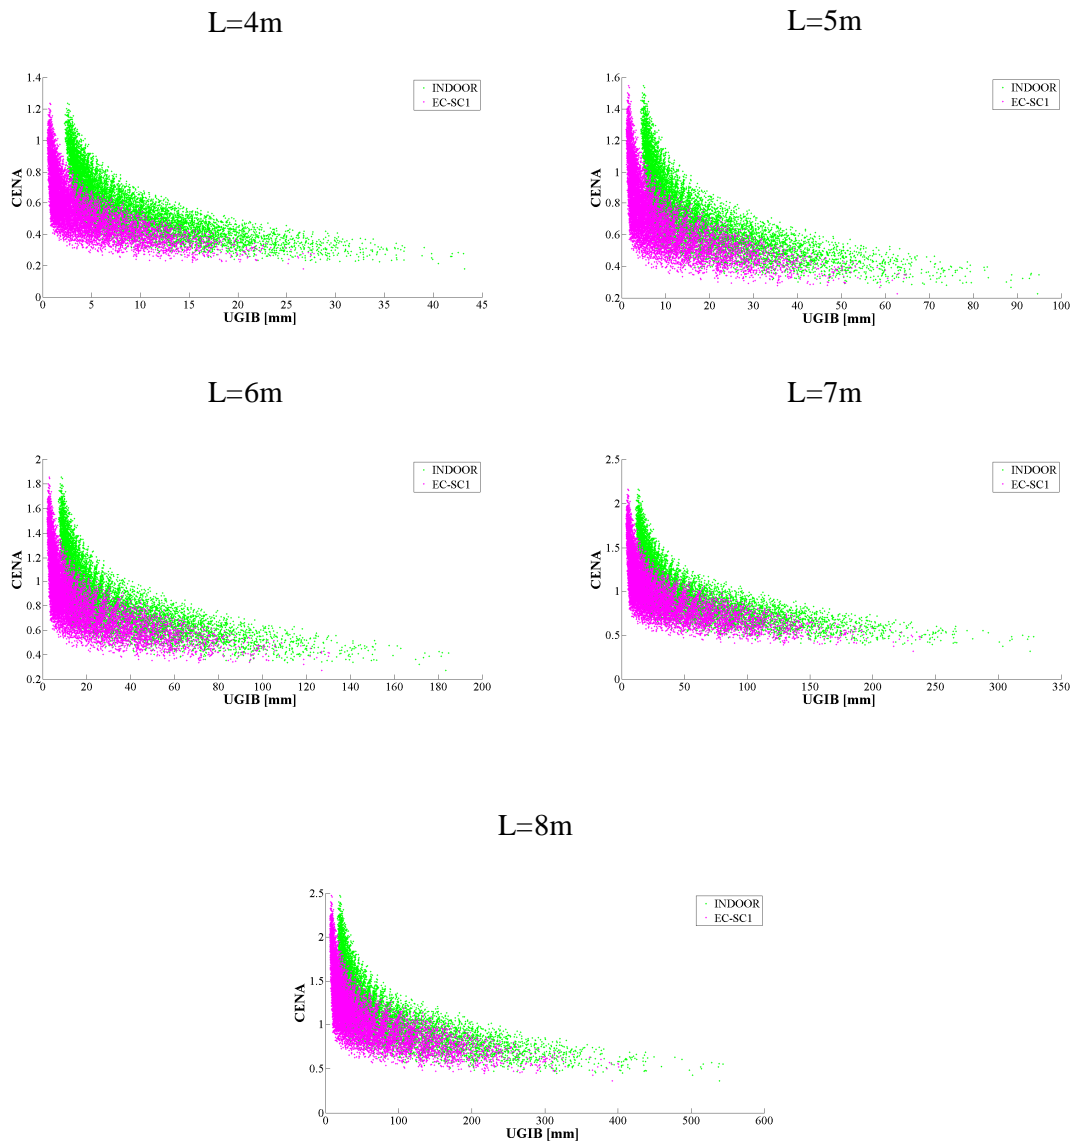 L=4m
L=5m
1.4
1.2
1
0.8
0.6
0.4
0.2
0
CENA
INDOOR
EC-SC1
0 5 10 15 20 25 30 35 40 45
UGIB [mm]
1.6
1.4
1.2
1
0.8
0.6
0.4
0.2
CENA
INDOOR
EC-SC1
0 10 20 30 40 50 60 70 80 90 100
UGIB [mm]
L=6m
L=7m
2
1.8
1.6
1.4
1.2
1
0.8
0.6
0.4
0.2
CENA
INDOOR
EC-SC1
0 20 40 60 80 100 120 140 160 180 200
UGIB [mm]
2.5
2
1.5
1
0.5
0
CENA
INDOOR
EC-SC1
0 50 100 150 200 250 300 350
UGIB [mm]
L=8m
2.5
2
1.5
1
0.5
0
CENA
INDOOR
EC-SC1
0 100 200 300 400 500 600
UGIB [mm]